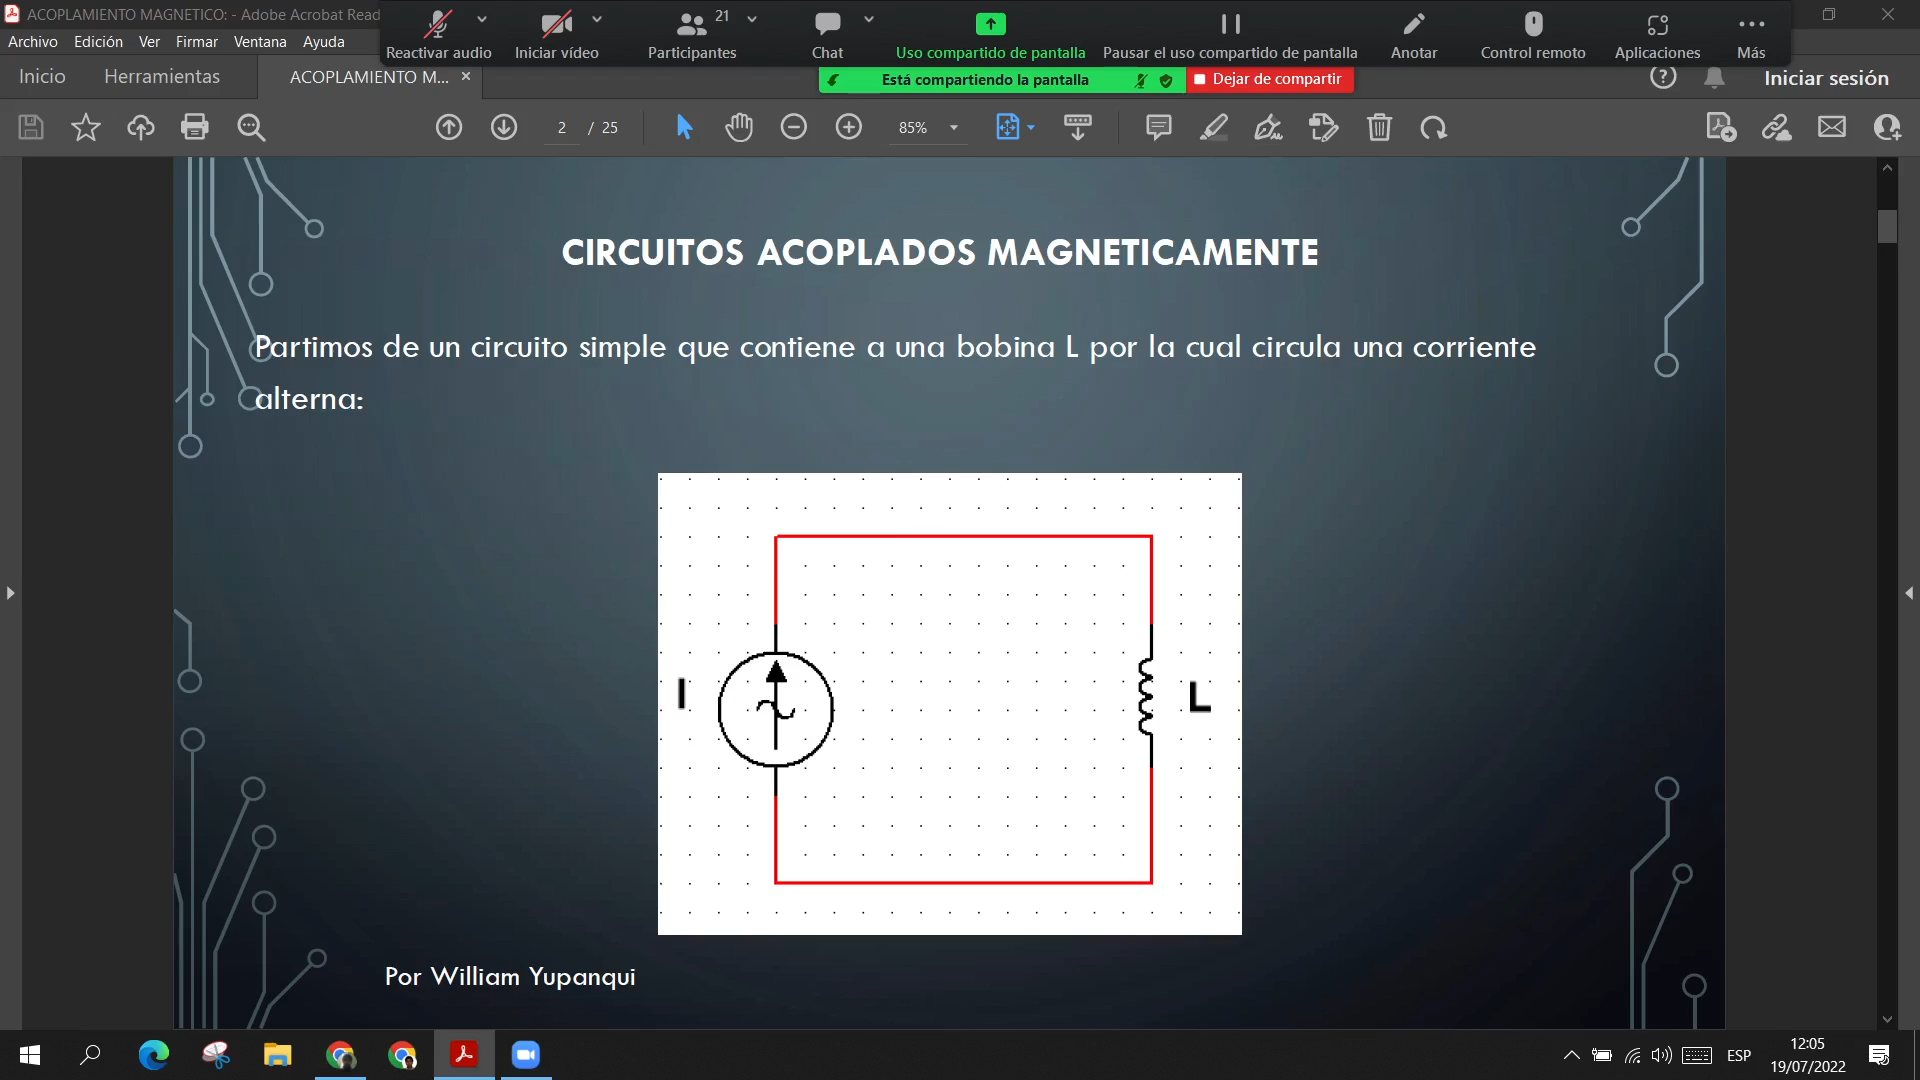 ACOPLAMIENTO MAGNETICO: - Adobe Acrobat Read
Reactivar audio
Iniciar vídeo
21
Participantes
Chat
Uso compartido de pantalla
Pausar el uso compartido de pantalla
Anotar
Control remoto
Aplicaciones
Más
Archivo Edición Ver Firmar Ventana Ayuda
Inicio
Herramientas
ACOPLAMIENTO M... ×
Está compartiendo la pantalla
Dejar de compartir
Iniciar sesión
2 / 25
85%
CIRCUITOS ACOPLADOS MAGNETICAMENTE
Partimos de un circuito simple que contiene a una bobina L por la cual circula una corriente
alterna:
I
L
Por William Yupanqui
ESP
12:05
19/07/2022